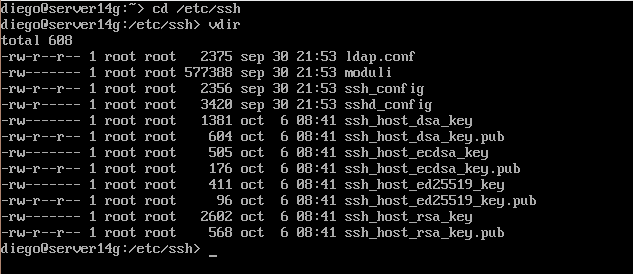 diego@server14g:~> cd /etc/ssh
diego@server14g:/etc/ssh> vdir
total 608
-rw-r--r-- 1 root root   2375 sep 30 21:53 ldap.conf
-rw------- 1 root root 577388 sep 30 21:53 moduli
-rw-r--r-- 1 root root   2356 sep 30 21:53 ssh_config
-rw-r----- 1 root root   3420 sep 30 21:53 sshd_config
-rw------- 1 root root   1381 oct  6 08:41 ssh_host_dsa_key
-rw-r--r-- 1 root root    604 oct  6 08:41 ssh_host_dsa_key.pub
-rw------- 1 root root    505 oct  6 08:41 ssh_host_ecdsa_key
-rw-r--r-- 1 root root    176 oct  6 08:41 ssh_host_ecdsa_key.pub
-rw------- 1 root root    411 oct  6 08:41 ssh_host_ed25519_key
-rw-r--r-- 1 root root     96 oct  6 08:41 ssh_host_ed25519_key.pub
-rw------- 1 root root   2602 oct  6 08:41 ssh_host_rsa_key
-rw-r--r-- 1 root root    568 oct  6 08:41 ssh_host_rsa_key.pub
diego@server14g:/etc/ssh> _